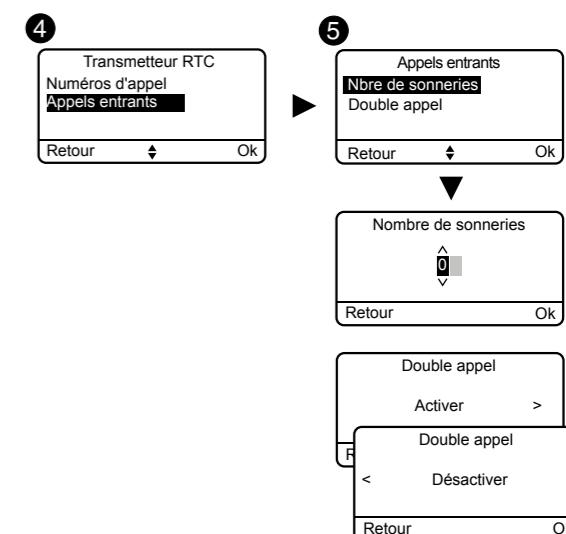 4
Transmetteur RTC
Numéros d'appel
Appels entrants
Retour Ok
5
Appels entrants
Nbre de sonneries
Double appel
Retour Ok
Nombre de sonneries
0
Retour Ok
Double appel
Activer >
Double appel
< Désactiver
Retour